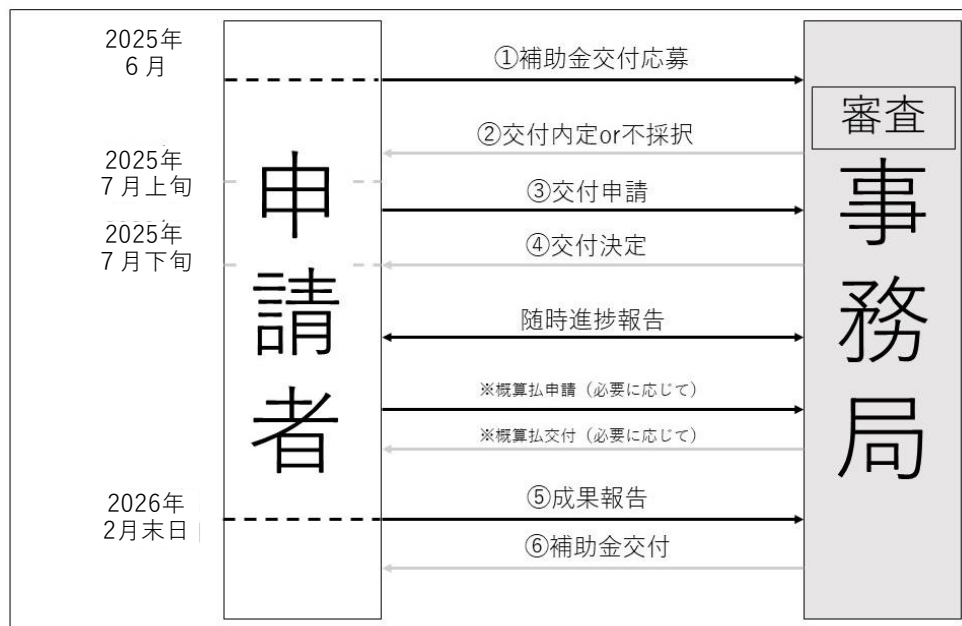 2025年
６月
①補助金交付応募
審査
②交付内定or不採択
2025年
７月上旬
③交付申請
2025年
７月下旬
④交付決定
随時進捗報告
※概算払申請（必要に応じて）
※概算払交付（必要に応じて）
2026年
2月末日
⑤成果報告
⑥補助金交付
申請者
事務局